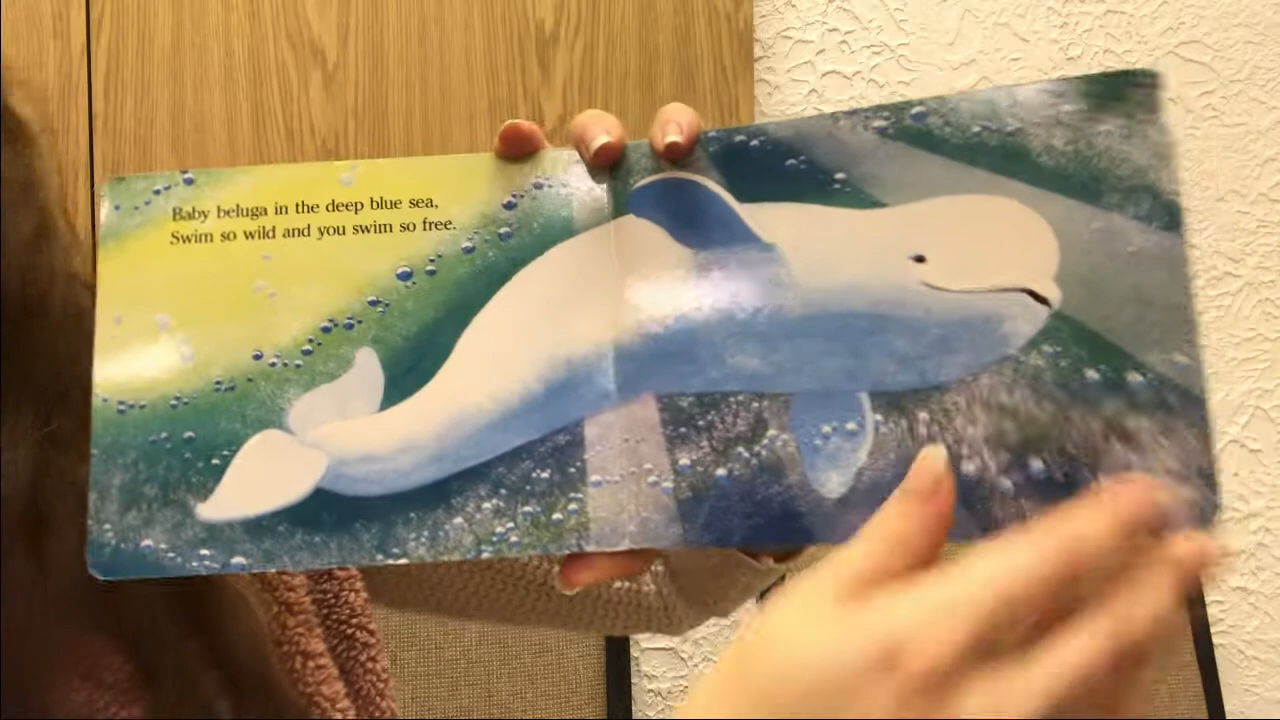 Baby beluga in the deep blue sea,
Swim so wild and you swim so free.